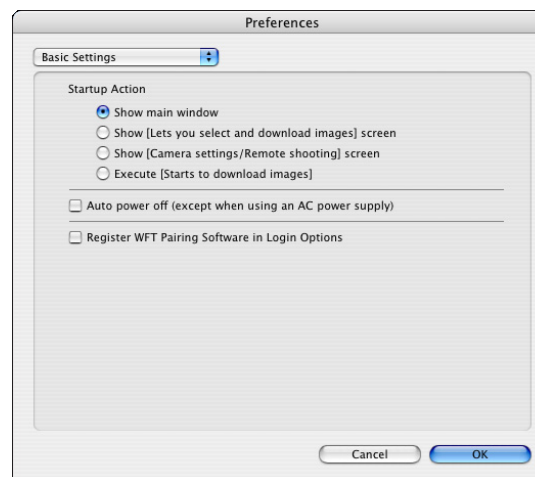 Preferences
Basic Settings
Startup Action
Show main window
Show [Lets you select and download images] screen
Show [Camera settings/Remote shooting] screen
Execute [Starts to download images]
Auto power off (except when using an AC power supply)
Register WFT Pairing Software in Login Options
Cancel
OK